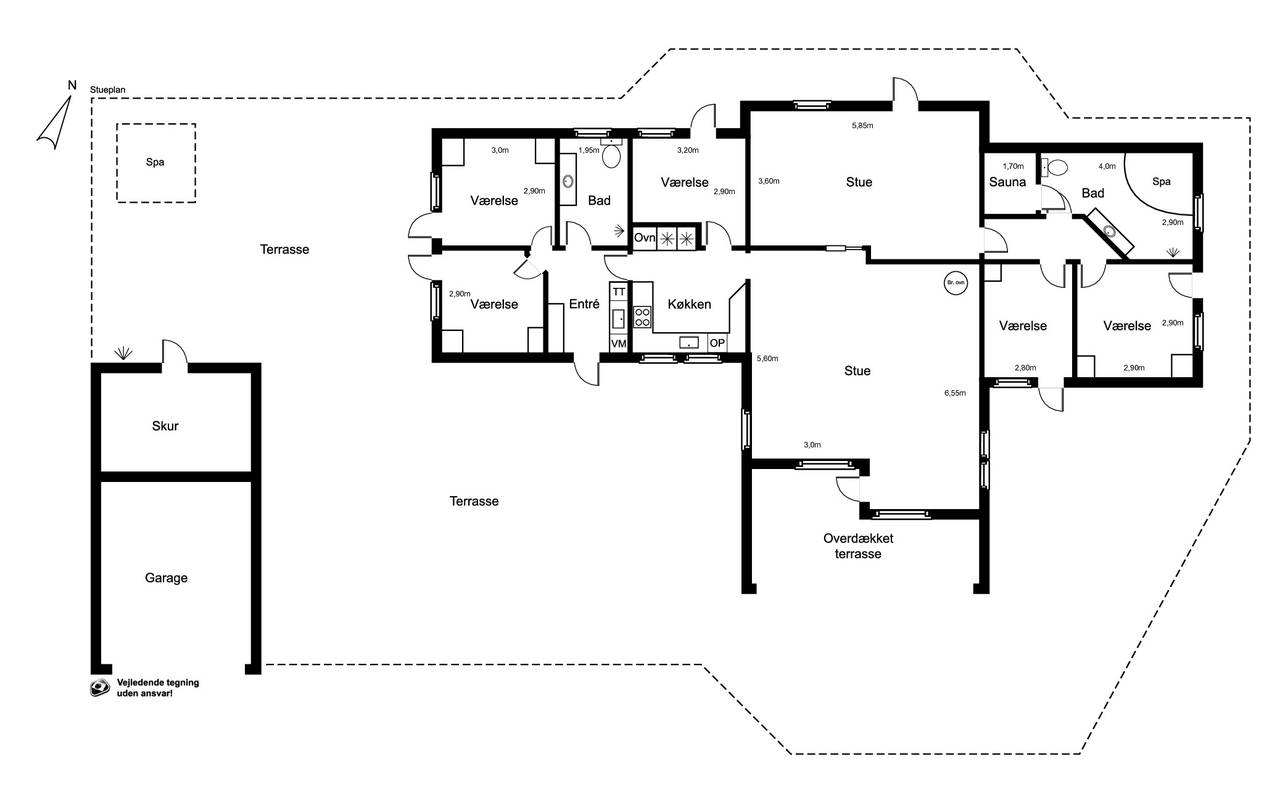 N
Stueplan
Spa
Terrasse
3,0m
Værelse
2,90m
1,95m
Bad
3,20m
Værelse
2,90m
Ovn
5,85m
3,60m
Stue
1,70m
Sauna
4,0m
Bad
Spa
2,90m
2,90m
Værelse
Entré
TT
VM
Køkken
OP
Br. ovn
Stue
5,60m
6,55m
3,0m
Værelse
2,80m
Værelse
2,90m
2,90m
Skur
Garage
Terrasse
Overdækket
terrasse
Vejledende tegning
uden ansvar!